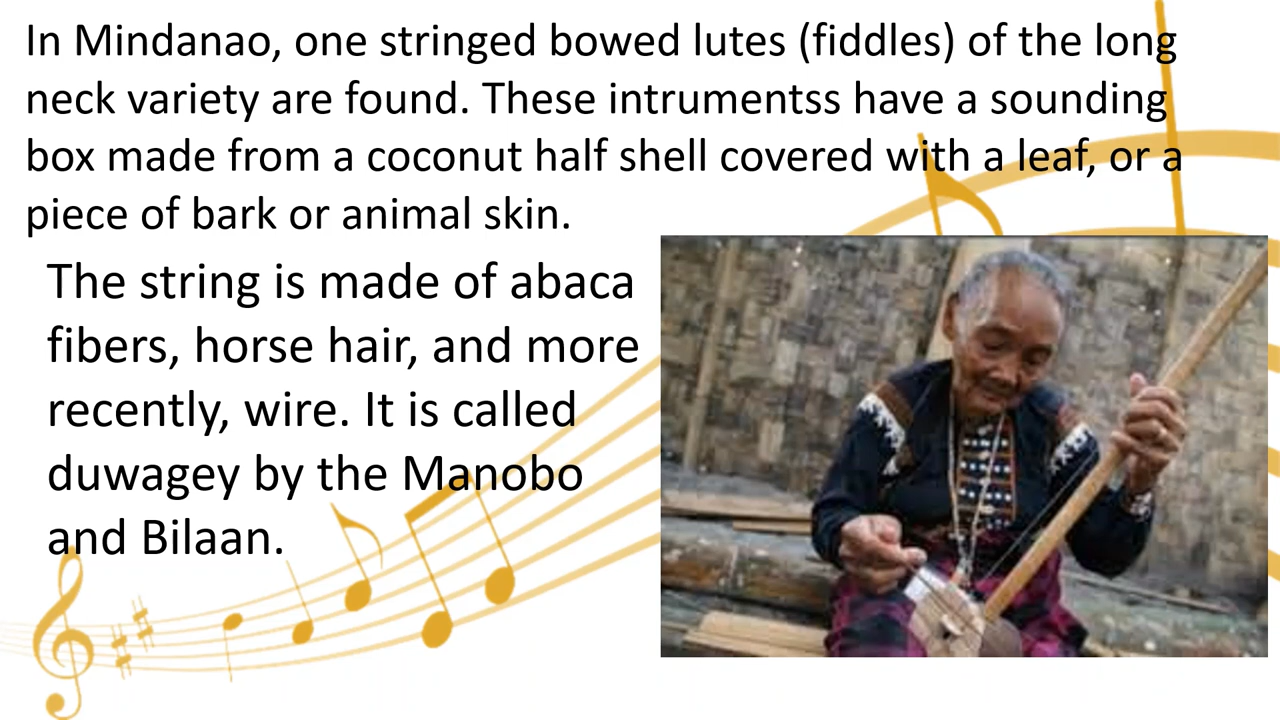 In Mindanao, one stringed bowed lutes (fiddles) of the long
neck variety are found. These intrumentss have a sounding
box made from a coconut half shell covered with a leaf, or a
piece of bark or animal skin.
The string is made of abaca
fibers, horse hair, and more
recently, wire. It is called
duwagey by the Manobo
and Bilaan.